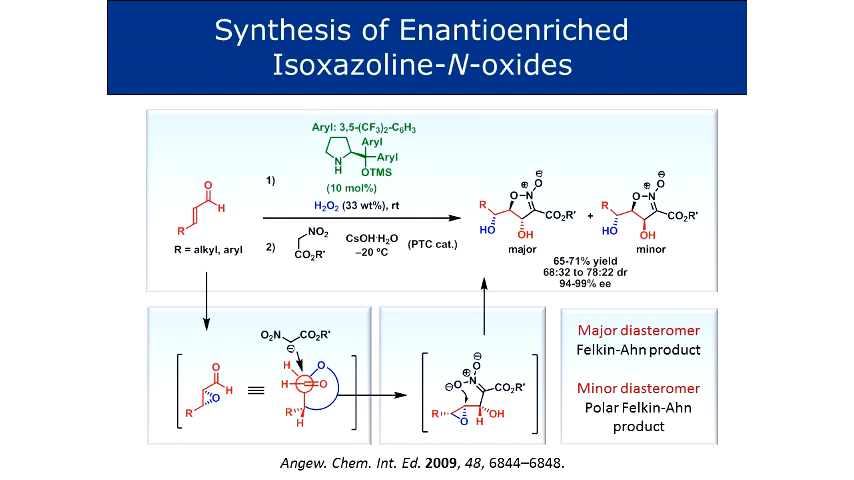 Synthesis of Enantioenriched
Isoxazoline-N-oxides
Aryl: 3,5-(CF₃)₂-C₆H₃
Aryl
Aryl
N
H
OTMS
1)
(10 mol%)
H₂O₂ (33 wt%), rt
O
H
R
R = alkyl, aryl
2)
NO₂
CO₂R'
CsOH·H₂O
–20 ºC
(PTC cat.)
⊖
O
⊕
O N
R
CO₂R'
HO
OH
major
+
⊖
O
⊕
O N
R
CO₂R'
HO
OH
minor
65-71% yield
68:32 to 78:22 dr
94-99% ee
O
H
O
R
≡
O₂N CO₂R'
⊖
H O
H O
R
H
H
⊖
O
⊕
⊖O N
CO₂R'
R
O H OH
Major diasteromer
Felkin-Ahn product
Minor diasteromer
Polar Felkin-Ahn
product
Angew. Chem. Int. Ed. 2009, 48, 6844–6848.